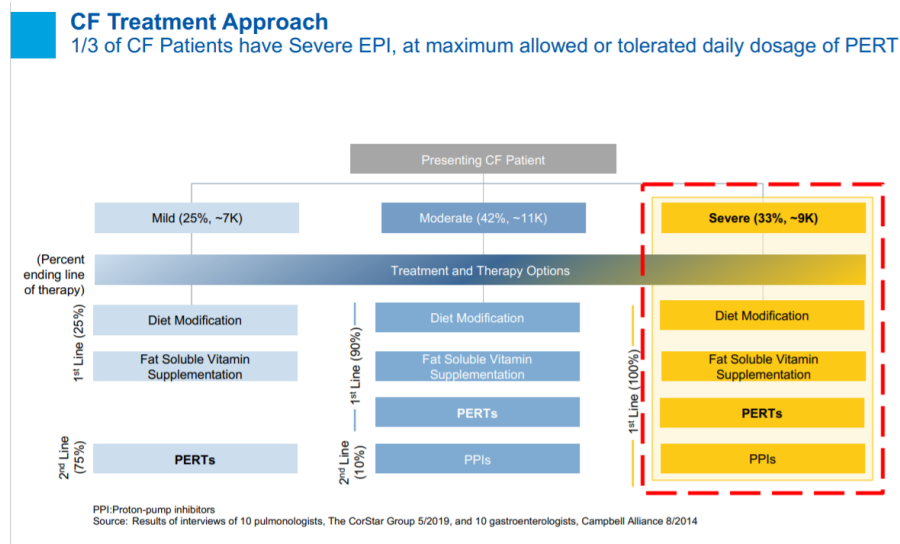 CF Treatment Approach
1/3 of CF Patients have Severe EPI, at maximum allowed or tolerated daily dosage of PERT
Presenting CF Patient
Mild (25%, ~7K)
Moderate (42%, ~11K)
Severe (33%, ~9K)
(Percent
ending line
of therapy)
Treatment and Therapy Options
1st Line (25%)
Diet Modification
Fat Soluble Vitamin
Supplementation
2nd Line
(75%)
PERTs
1st Line (90%)
Diet Modification
Fat Soluble Vitamin
Supplementation
PERTs
2nd Line
(10%)
PPIs
1st Line (100%)
Diet Modification
Fat Soluble Vitamin
Supplementation
PERTs
PPIs
PPI:Proton-pump inhibitors
Source: Results of interviews of 10 pulmonologists, The CorStar Group 5/2019, and 10 gastroenterologists, Campbell Alliance 8/2014